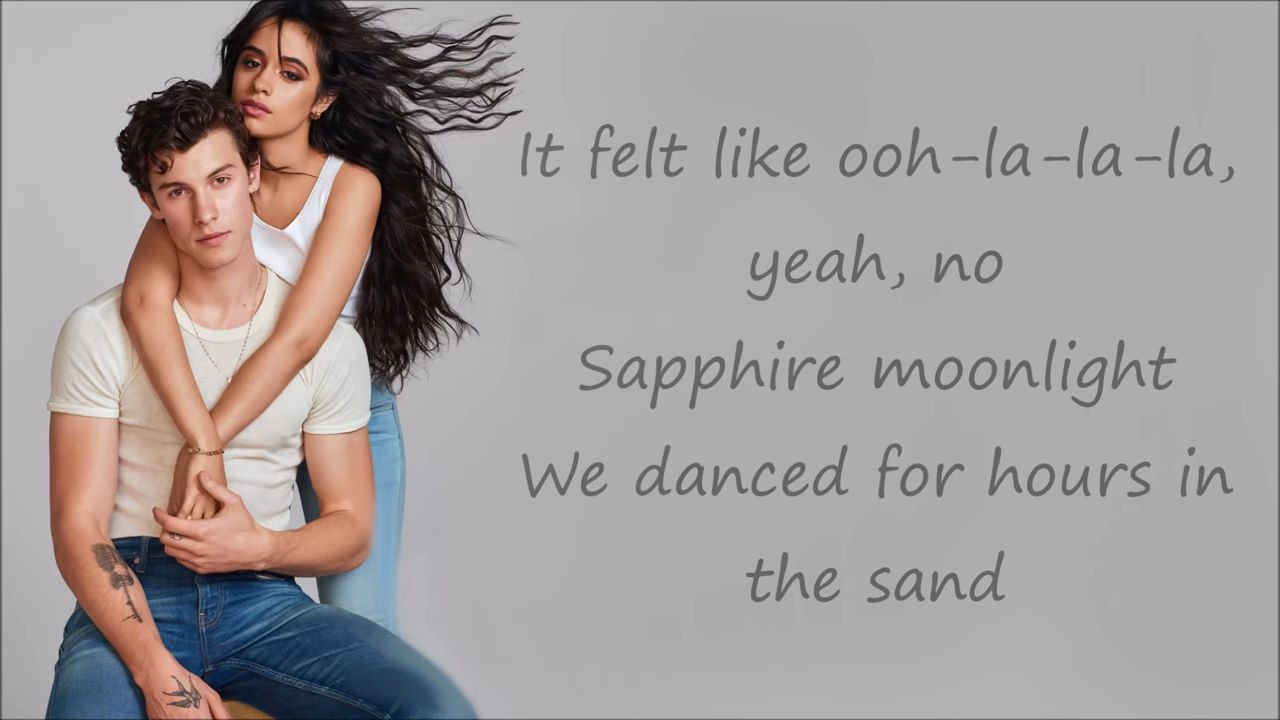 It felt like ooh-la-la-la,
yeah, no
Sapphire moonlight
We danced for hours in
the sand